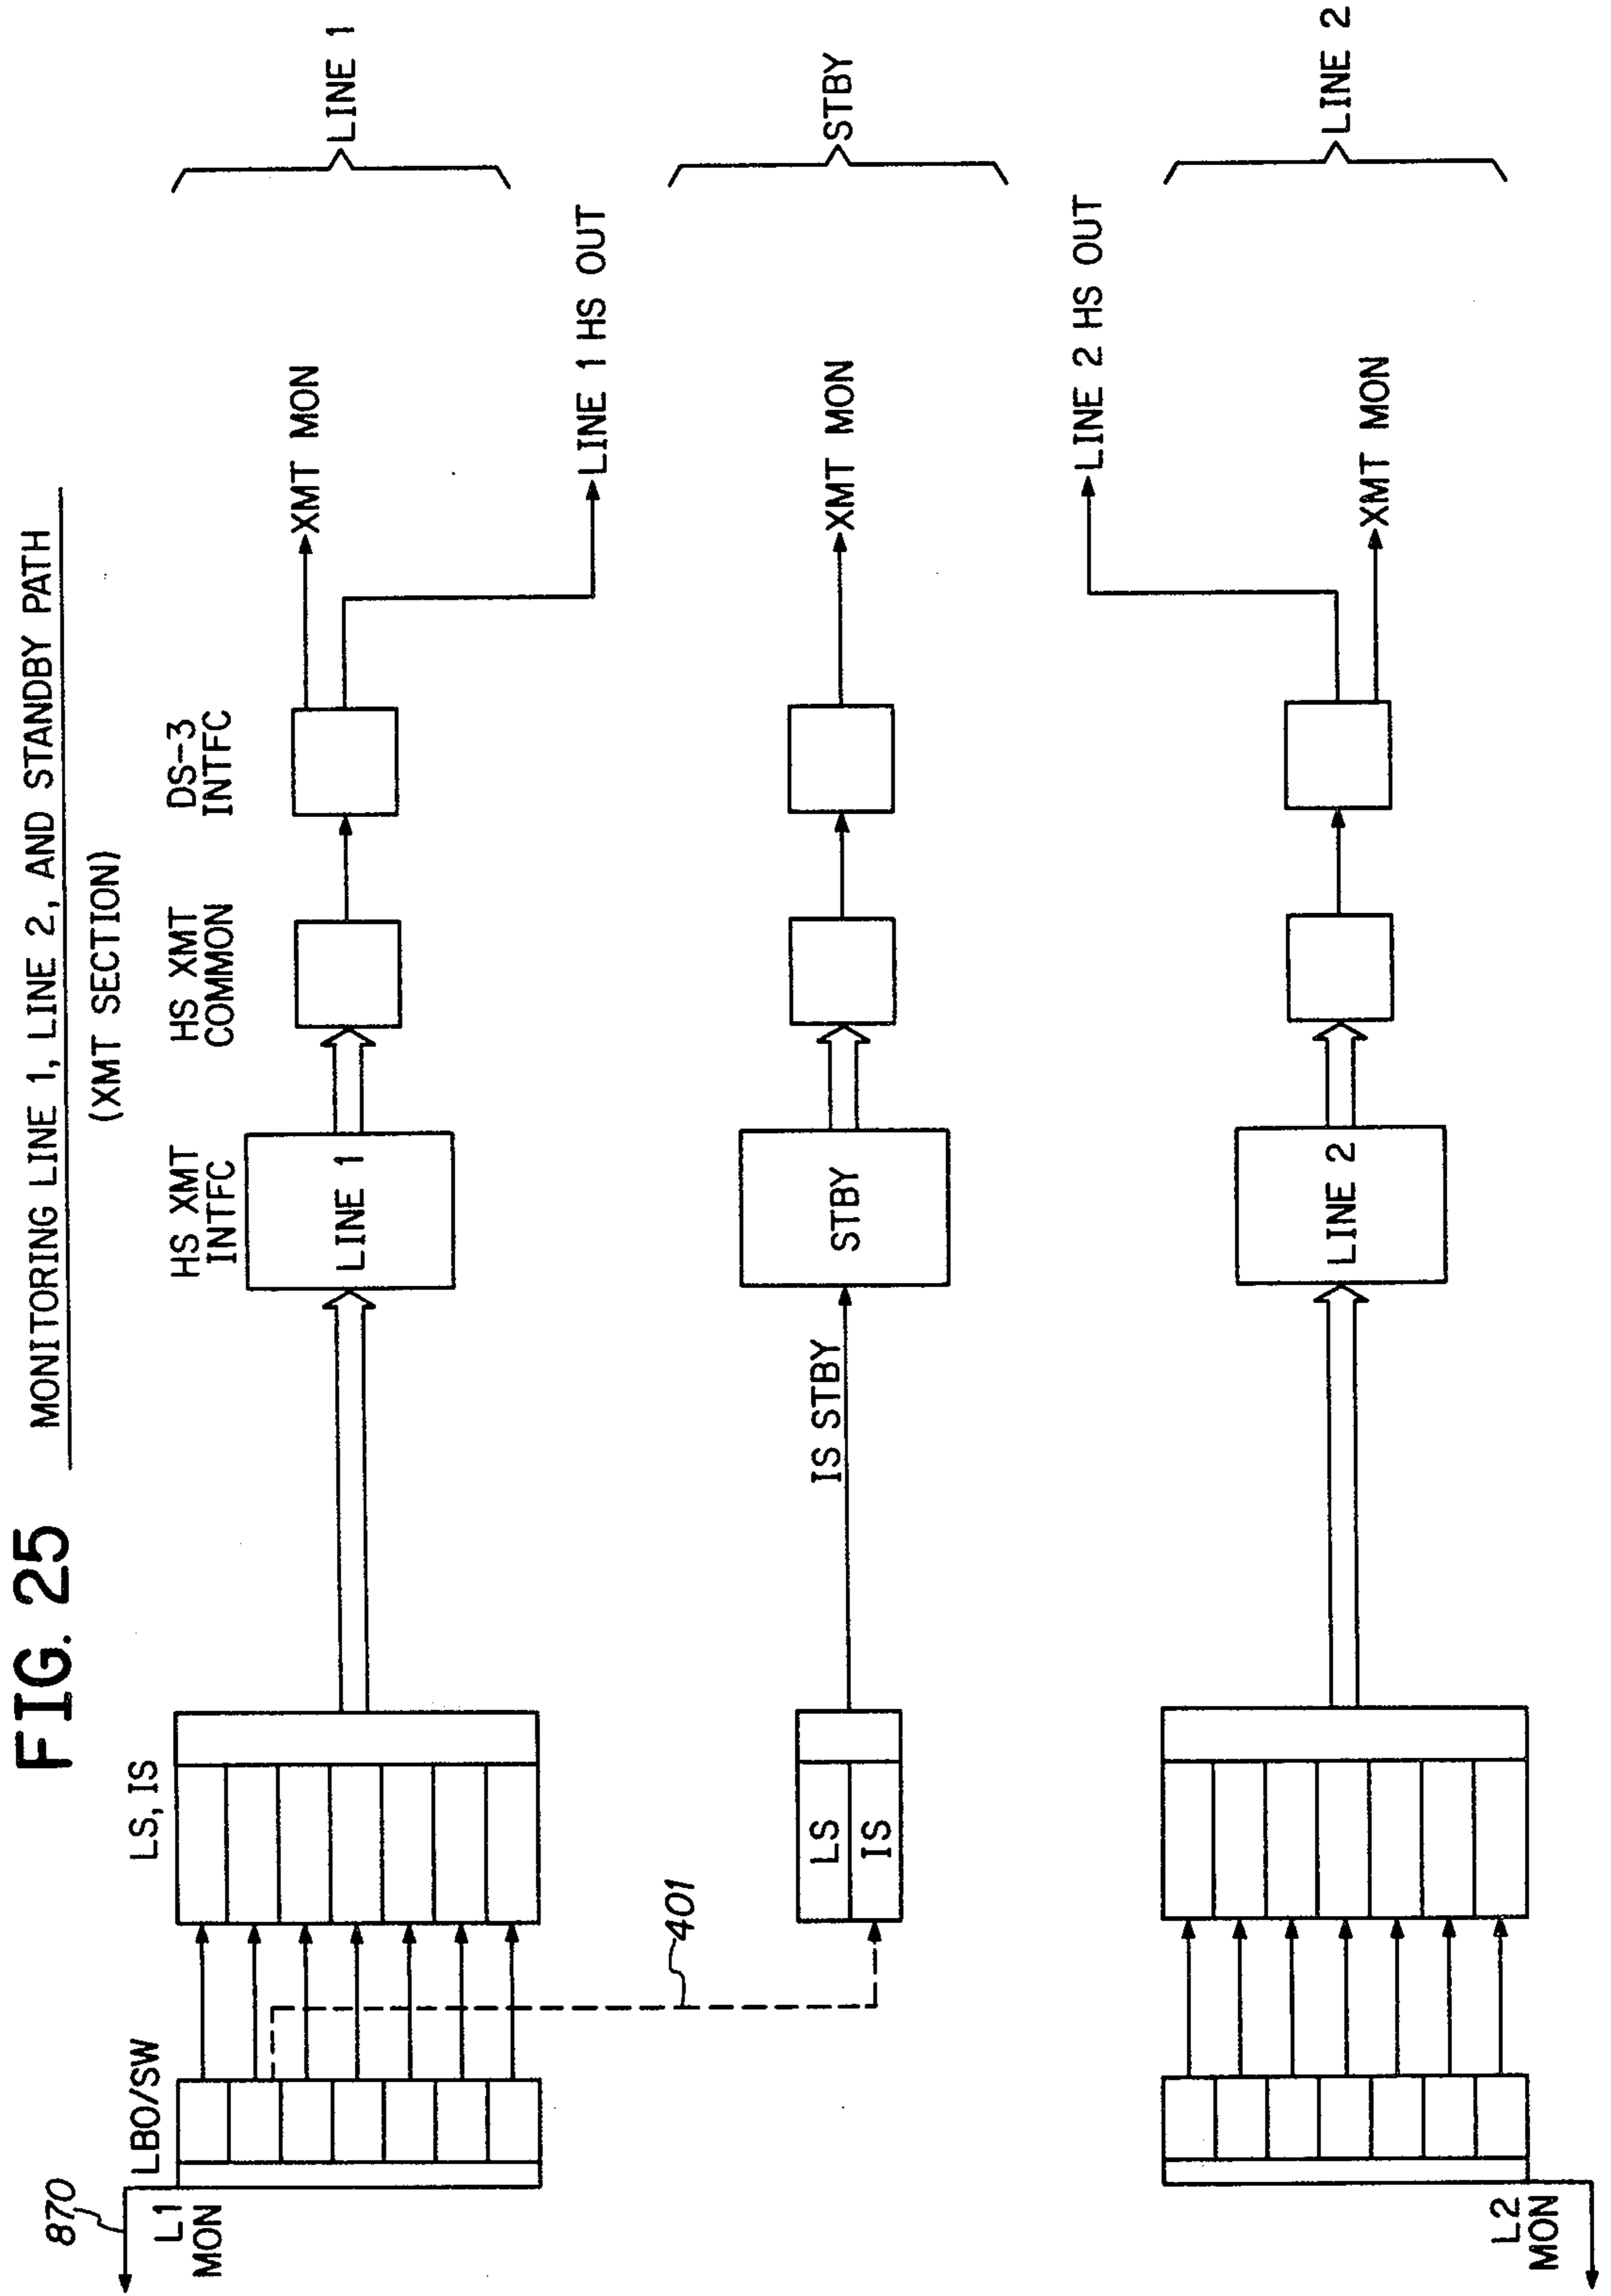 FIG. 25
MONITORING LINE 1, LINE 2, AND STANDBY PATH
(XMT SECTION)
870
L1
MON
LBO/SW
LS, IS
HS XMT
INTFC
HS XMT
COMMON
DS-3
INTFC
LINE 1
XMT MON
LINE 1 HS OUT
LINE 1
401
LS
IS
IS STBY
STBY
XMT MON
STBY
L2
MON
LINE 2
LINE 2 HS OUT
XMT MON
LINE 2